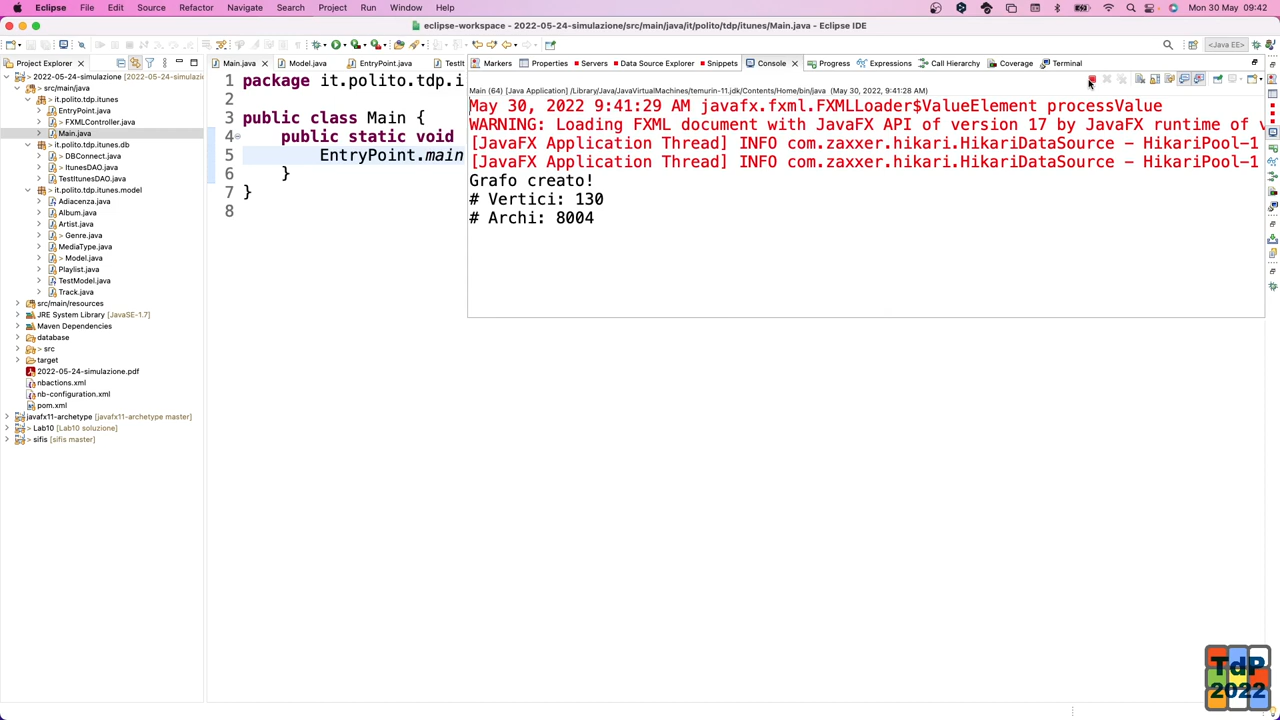 Eclipse File Edit Source Refactor Navigate Search Project Run Window Help Mon 30 May 09:42
eclipse-workspace - 2022-05-24-simulazione/src/main/java/it/polito/tdp/itunes/Main.java - Eclipse IDE
<Java EE>
Project Explorer
Main.java Model.java EntryPoint.java TestIt
Markers Properties Servers Data Source Explorer Snippets Console Progress Expressions Call Hierarchy Coverage Terminal
2022-05-24-simulazione [2022-05-24-simulazi
src/main/java
it.polito.tdp.itunes
EntryPoint.java
> FXMLController.java
Main.java
it.polito.tdp.itunes.db
DBConnect.java
> ItunesDAO.java
TestItunesDAO.java
> it.polito.tdp.itunes.model
Adiacenza.java
Album.java
Artist.java
> Genre.java
MediaType.java
> Model.java
Playlist.java
TestModel.java
Track.java
src/main/resources
JRE System Library [JavaSE-1.7]
Maven Dependencies
database
> src
target
2022-05-24-simulazione.pdf
nbactions.xml
nb-configuration.xml
pom.xml
javafx11-archetype [javafx11-archetype master]
> Lab10 [Lab10 soluzione]
> sifis [sifis master]
1 package it.polito.tdp.i
2
3 public class Main {
4 public static void
5 EntryPoint.main
6 }
7 }
8
Main (64) [Java Application] /Library/Java/JavaVirtualMachines/temurin-11.jdk/Contents/Home/bin/java (May 30, 2022, 9:41:28 AM)
May 30, 2022 9:41:29 AM javafx.fxml.FXMLLoader$ValueElement processValue
WARNING: Loading FXML document with JavaFX API of version 17 by JavaFX runtime of v
[JavaFX Application Thread] INFO com.zaxxer.hikari.HikariDataSource - HikariPool-1
[JavaFX Application Thread] INFO com.zaxxer.hikari.HikariDataSource - HikariPool-1
Grafo creato!
# Vertici: 130
# Archi: 8004
TdP
2022